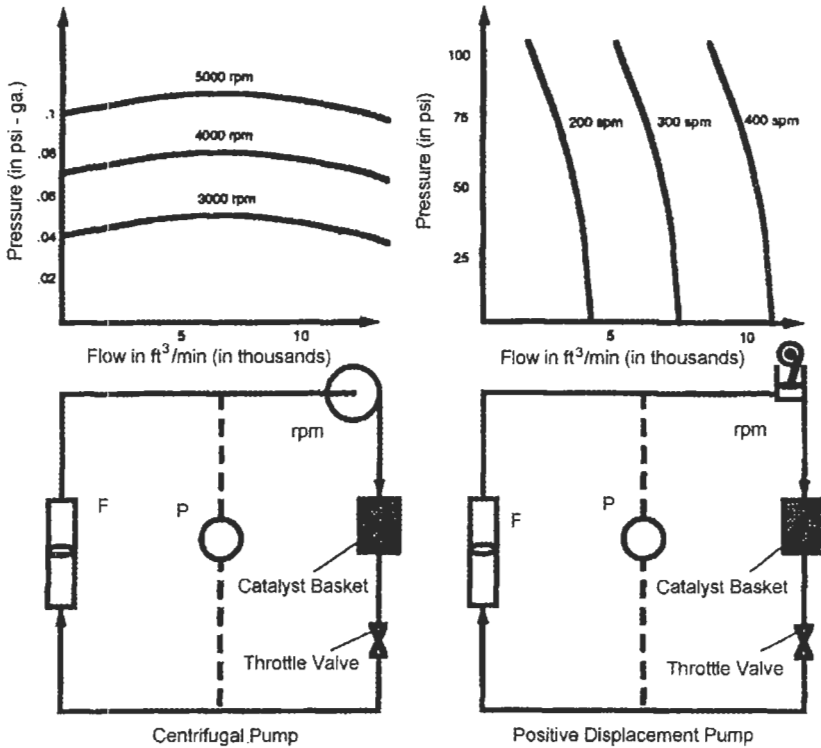 Pressure (in psi - ga.)
.1
.08
.06
.04
.02
5000 rpm
4000 rpm
3000 rpm
5
10
Flow in ft³/min (in thousands)
Pressure (in psi)
100
75
50
25
200 spm
300 spm
400 spm
5
10
Flow in ft³/min (in thousands)
rpm
F
P
Catalyst Basket
Throttle Valve
Centrifugal Pump
rpm
F
P
Catalyst Basket
Throttle Valve
Positive Displacement Pump